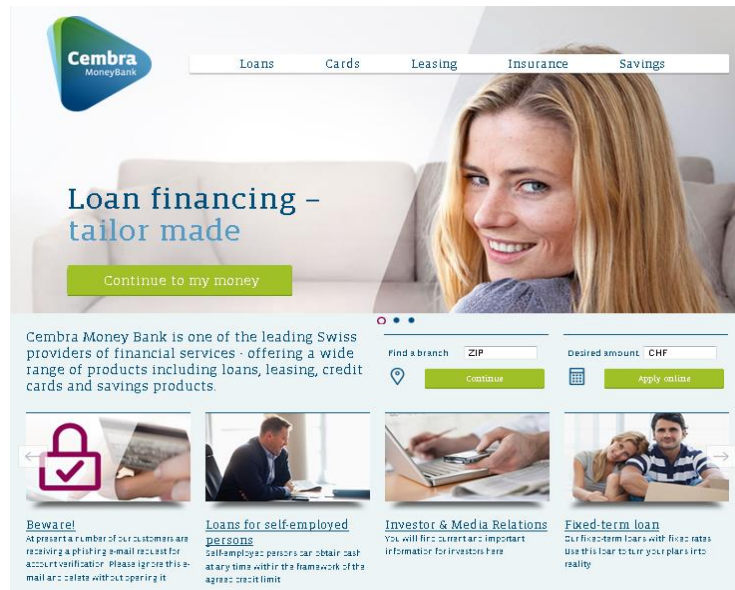 Cembra
MoneyBank
Loans Cards Leasing Insurance Savings
Loan financing –
tailor made
Continue to my money
Cembra Money Bank is one of the leading Swiss
providers of financial services - offering a wide
range of products including loans, leasing, credit
cards and savings products.
Find a branch ZIP
Continue
Desired amount CHF
Apply online
Beware!
At present a number of our customers are
receiving a phishing e-mail request for
account verification. Please ignore this e-
mail and delete without opening it
Loans for self-employed
persons
Self-employed persons can obtain cash
at any time within the framework of the
agreed credit limit
Investor & Media Relations
You will find current and important
information for investors here
Fixed-term loan
Our fixed-term loans with fixed rates
Use this loan to turn your plans into
reality